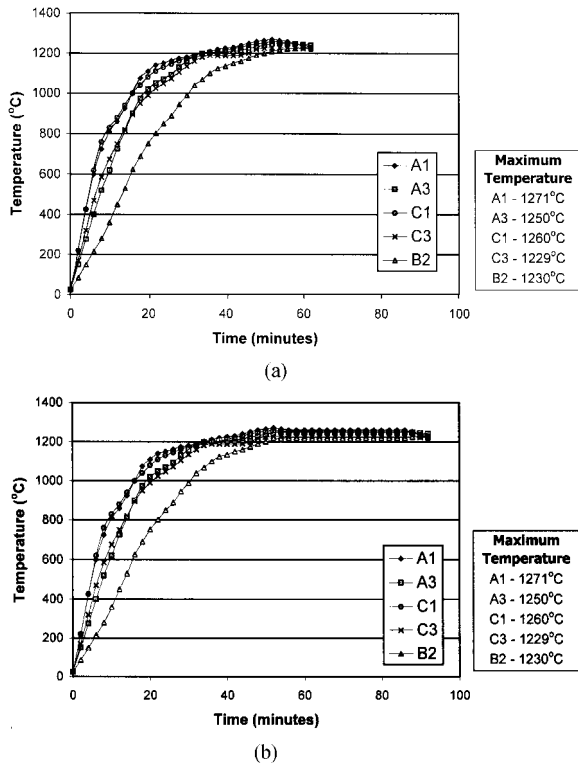 1400
1200
1000
800
600
400
200
0
Temperature (°C)
0
20
40
60
80
100
Time (minutes)
A1
A3
C1
C3
B2
Maximum
Temperature
A1 - 1271°C
A3 - 1250°C
C1 - 1260°C
C3 - 1229°C
B2 - 1230°C
(a)
1400
1200
1000
800
600
400
200
0
Temperature (°C)
0
20
40
60
80
100
Time (minutes)
A1
A3
C1
C3
B2
Maximum
Temperature
A1 - 1271°C
A3 - 1250°C
C1 - 1260°C
C3 - 1229°C
B2 - 1230°C
(b)